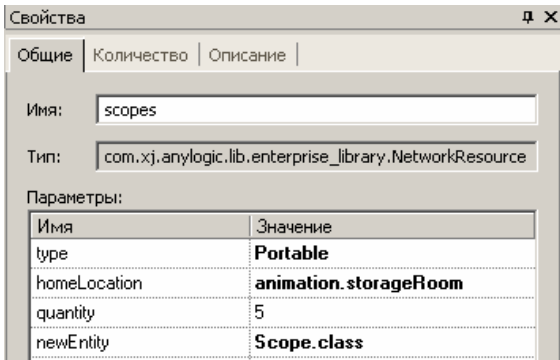 Свойства
Общие Количество Описание
Имя: scopes
Тип: com.xj.anylogic.lib.enterprise_library.NetworkResource
Параметры:
Имя Значение
type Portable
homeLocation animation.storageRoom
quantity 5
newEntity Scope.class